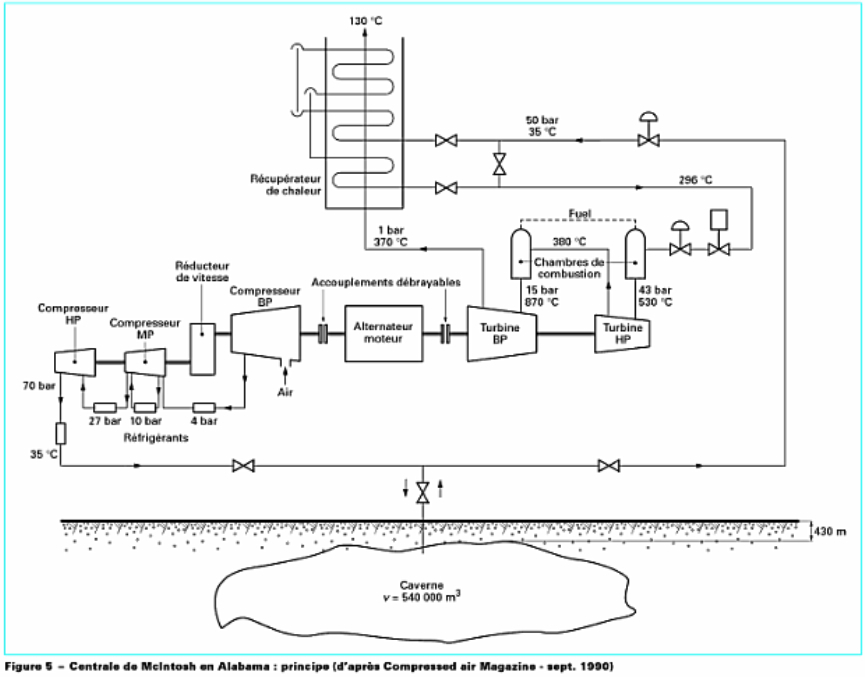 130 °C
50 bar
35 °C
Récupérateur
de chaleur
296 °C
Fuel
1 bar
370 °C
380 °C
Chambres de
combustion
Réducteur
de vitesse
15 bar
870 °C
43 bar
530 °C
Compresseur
BP
Accouplements débrayables
Compresseur
HP
Compresseur
MP
Alternateur
moteur
Turbine
BP
Turbine
HP
70 bar
Air
27 bar
10 bar
4 bar
Réfrigérants
35 °C
430 m
Caverne
v = 540 000 m³
Figure 5 – Centrale de McIntosh en Alabama : principe (d'après Compressed air Magazine - sept. 1990)